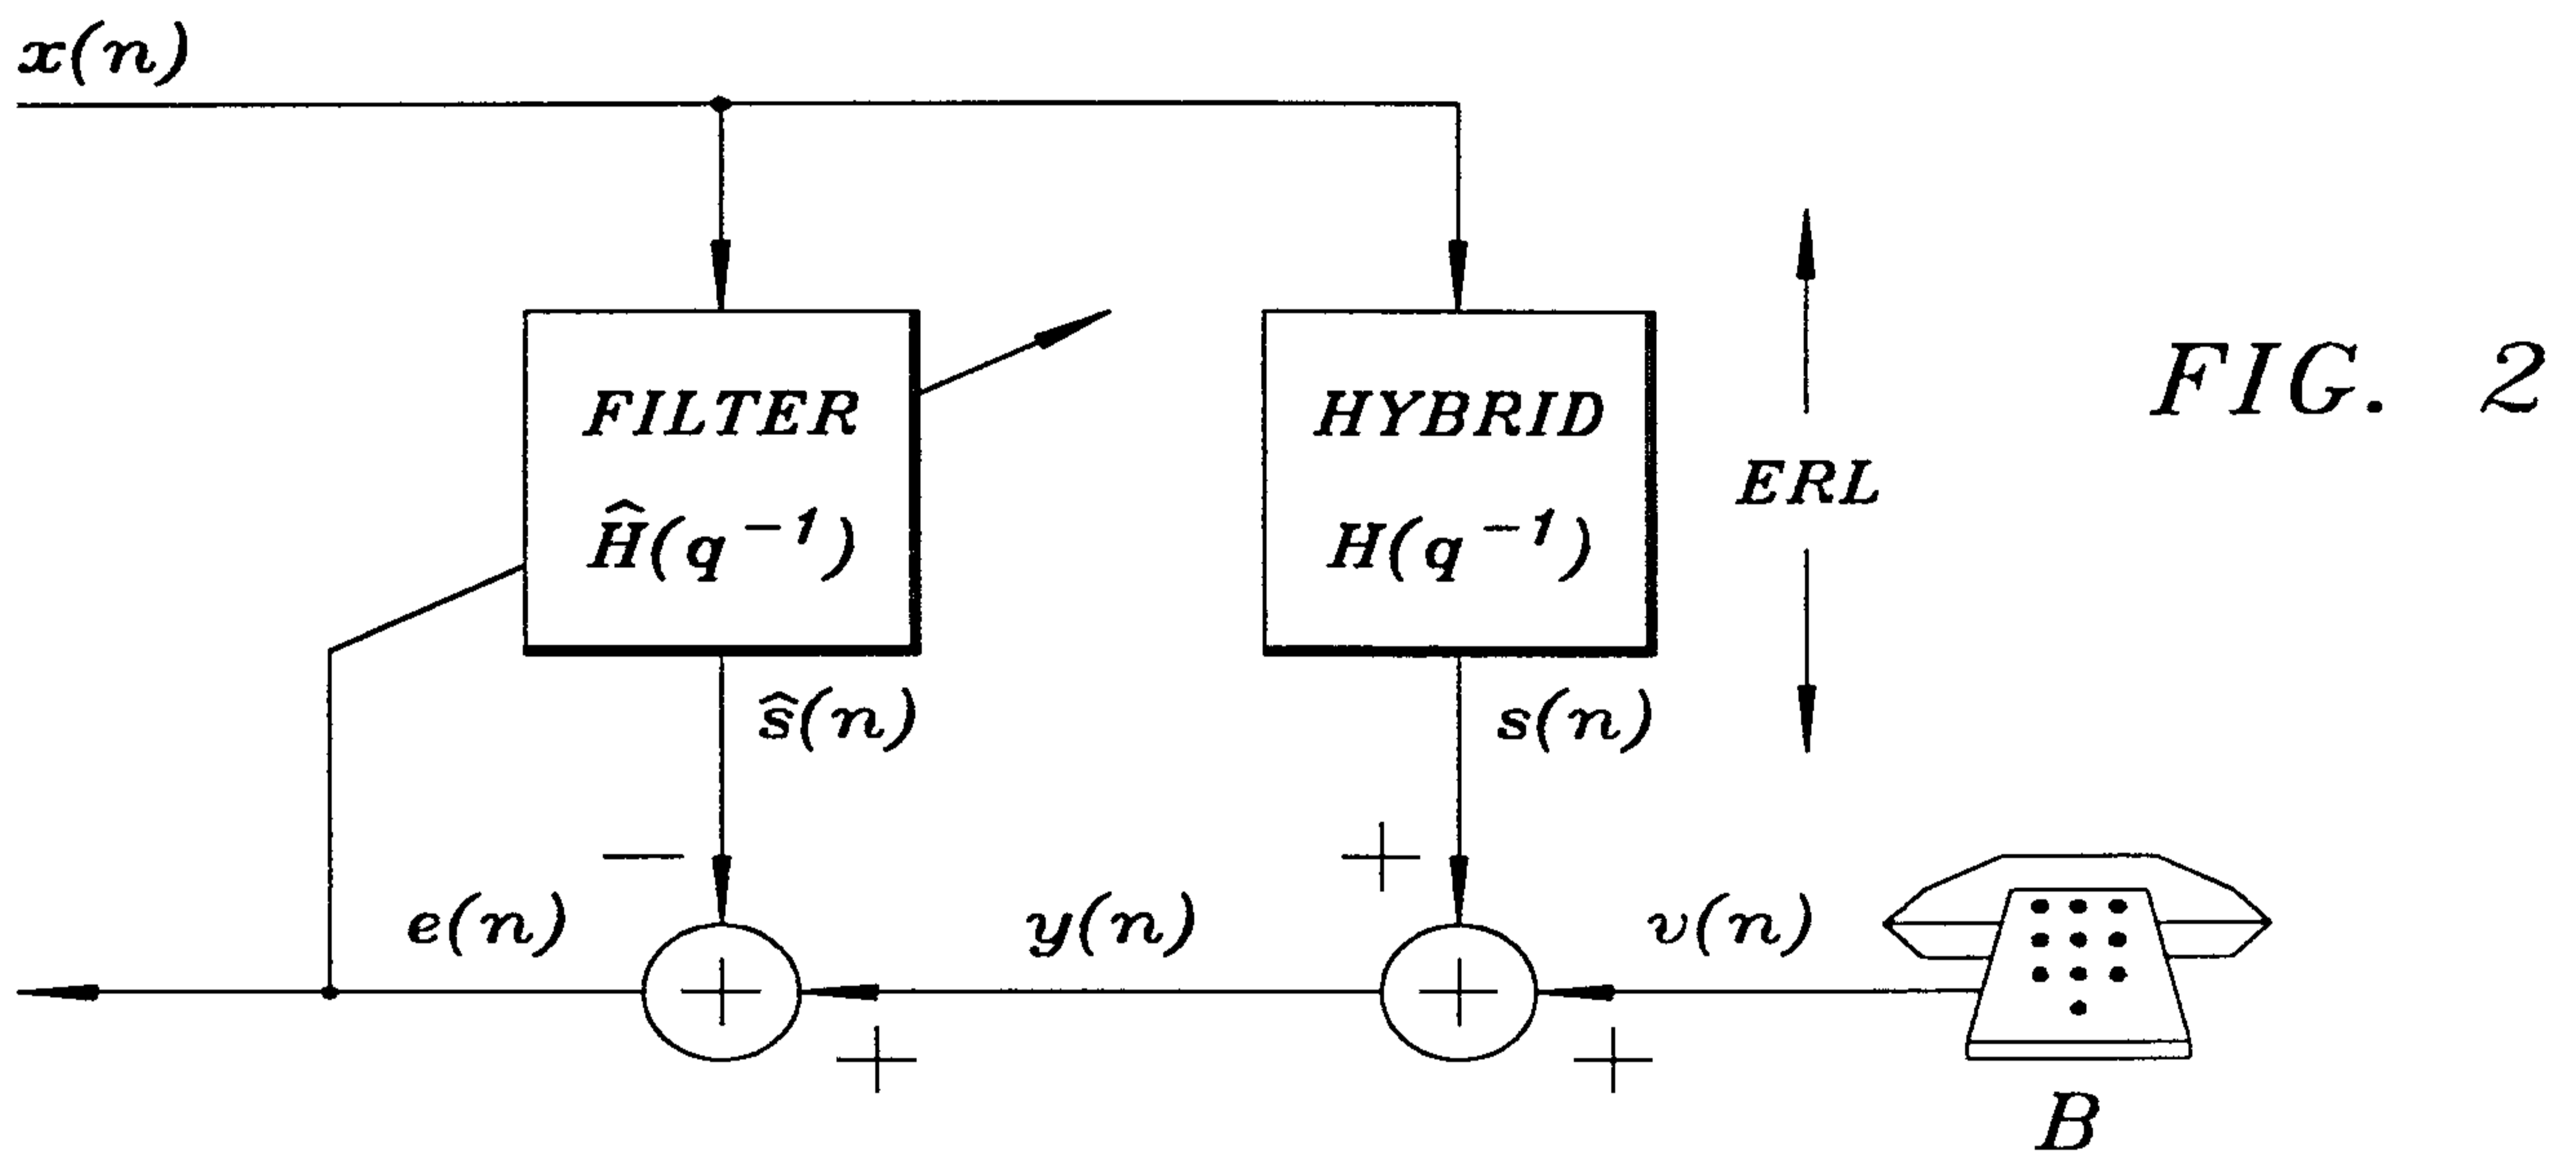 x(n)
FILTER
Ĥ(q⁻¹)
HYBRID
H(q⁻¹)
ERL
FIG. 2
ŝ(n)
s(n)
−
+
e(n)
y(n)
v(n)
+
+
+
+
B